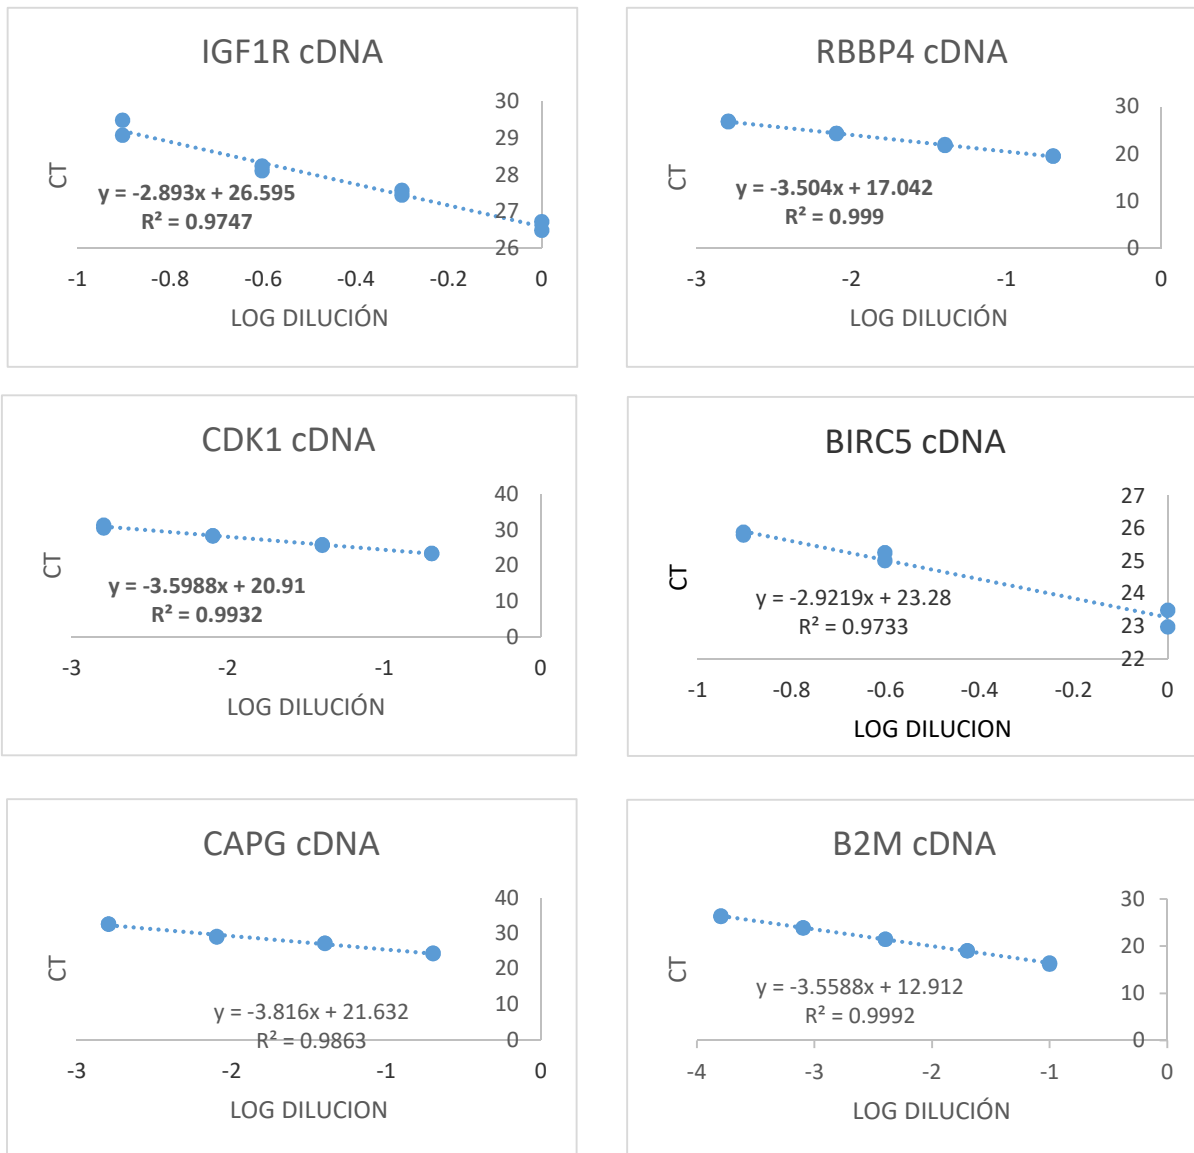 IGF1R cDNA
30
29
28
27
26
CT
y = -2.893x + 26.595
R² = 0.9747
-1 -0.8 -0.6 -0.4 -0.2 0
LOG DILUCIÓN
RBBP4 cDNA
30
20
10
0
CT
y = -3.504x + 17.042
R² = 0.999
-3 -2 -1 0
LOG DILUCIÓN
CDK1 cDNA
40
30
20
10
0
CT
y = -3.5988x + 20.91
R² = 0.9932
-3 -2 -1 0
LOG DILUCIÓN
BIRC5 cDNA
27
26
25
24
23
22
CT
y = -2.9219x + 23.28
R² = 0.9733
-1 -0.8 -0.6 -0.4 -0.2 0
LOG DILUCION
CAPG cDNA
40
30
20
10
0
CT
y = -3.816x + 21.632
R² = 0.9863
-3 -2 -1 0
LOG DILUCION
B2M cDNA
30
20
10
0
CT
y = -3.5588x + 12.912
R² = 0.9992
-4 -3 -2 -1 0
LOG DILUCIÓN